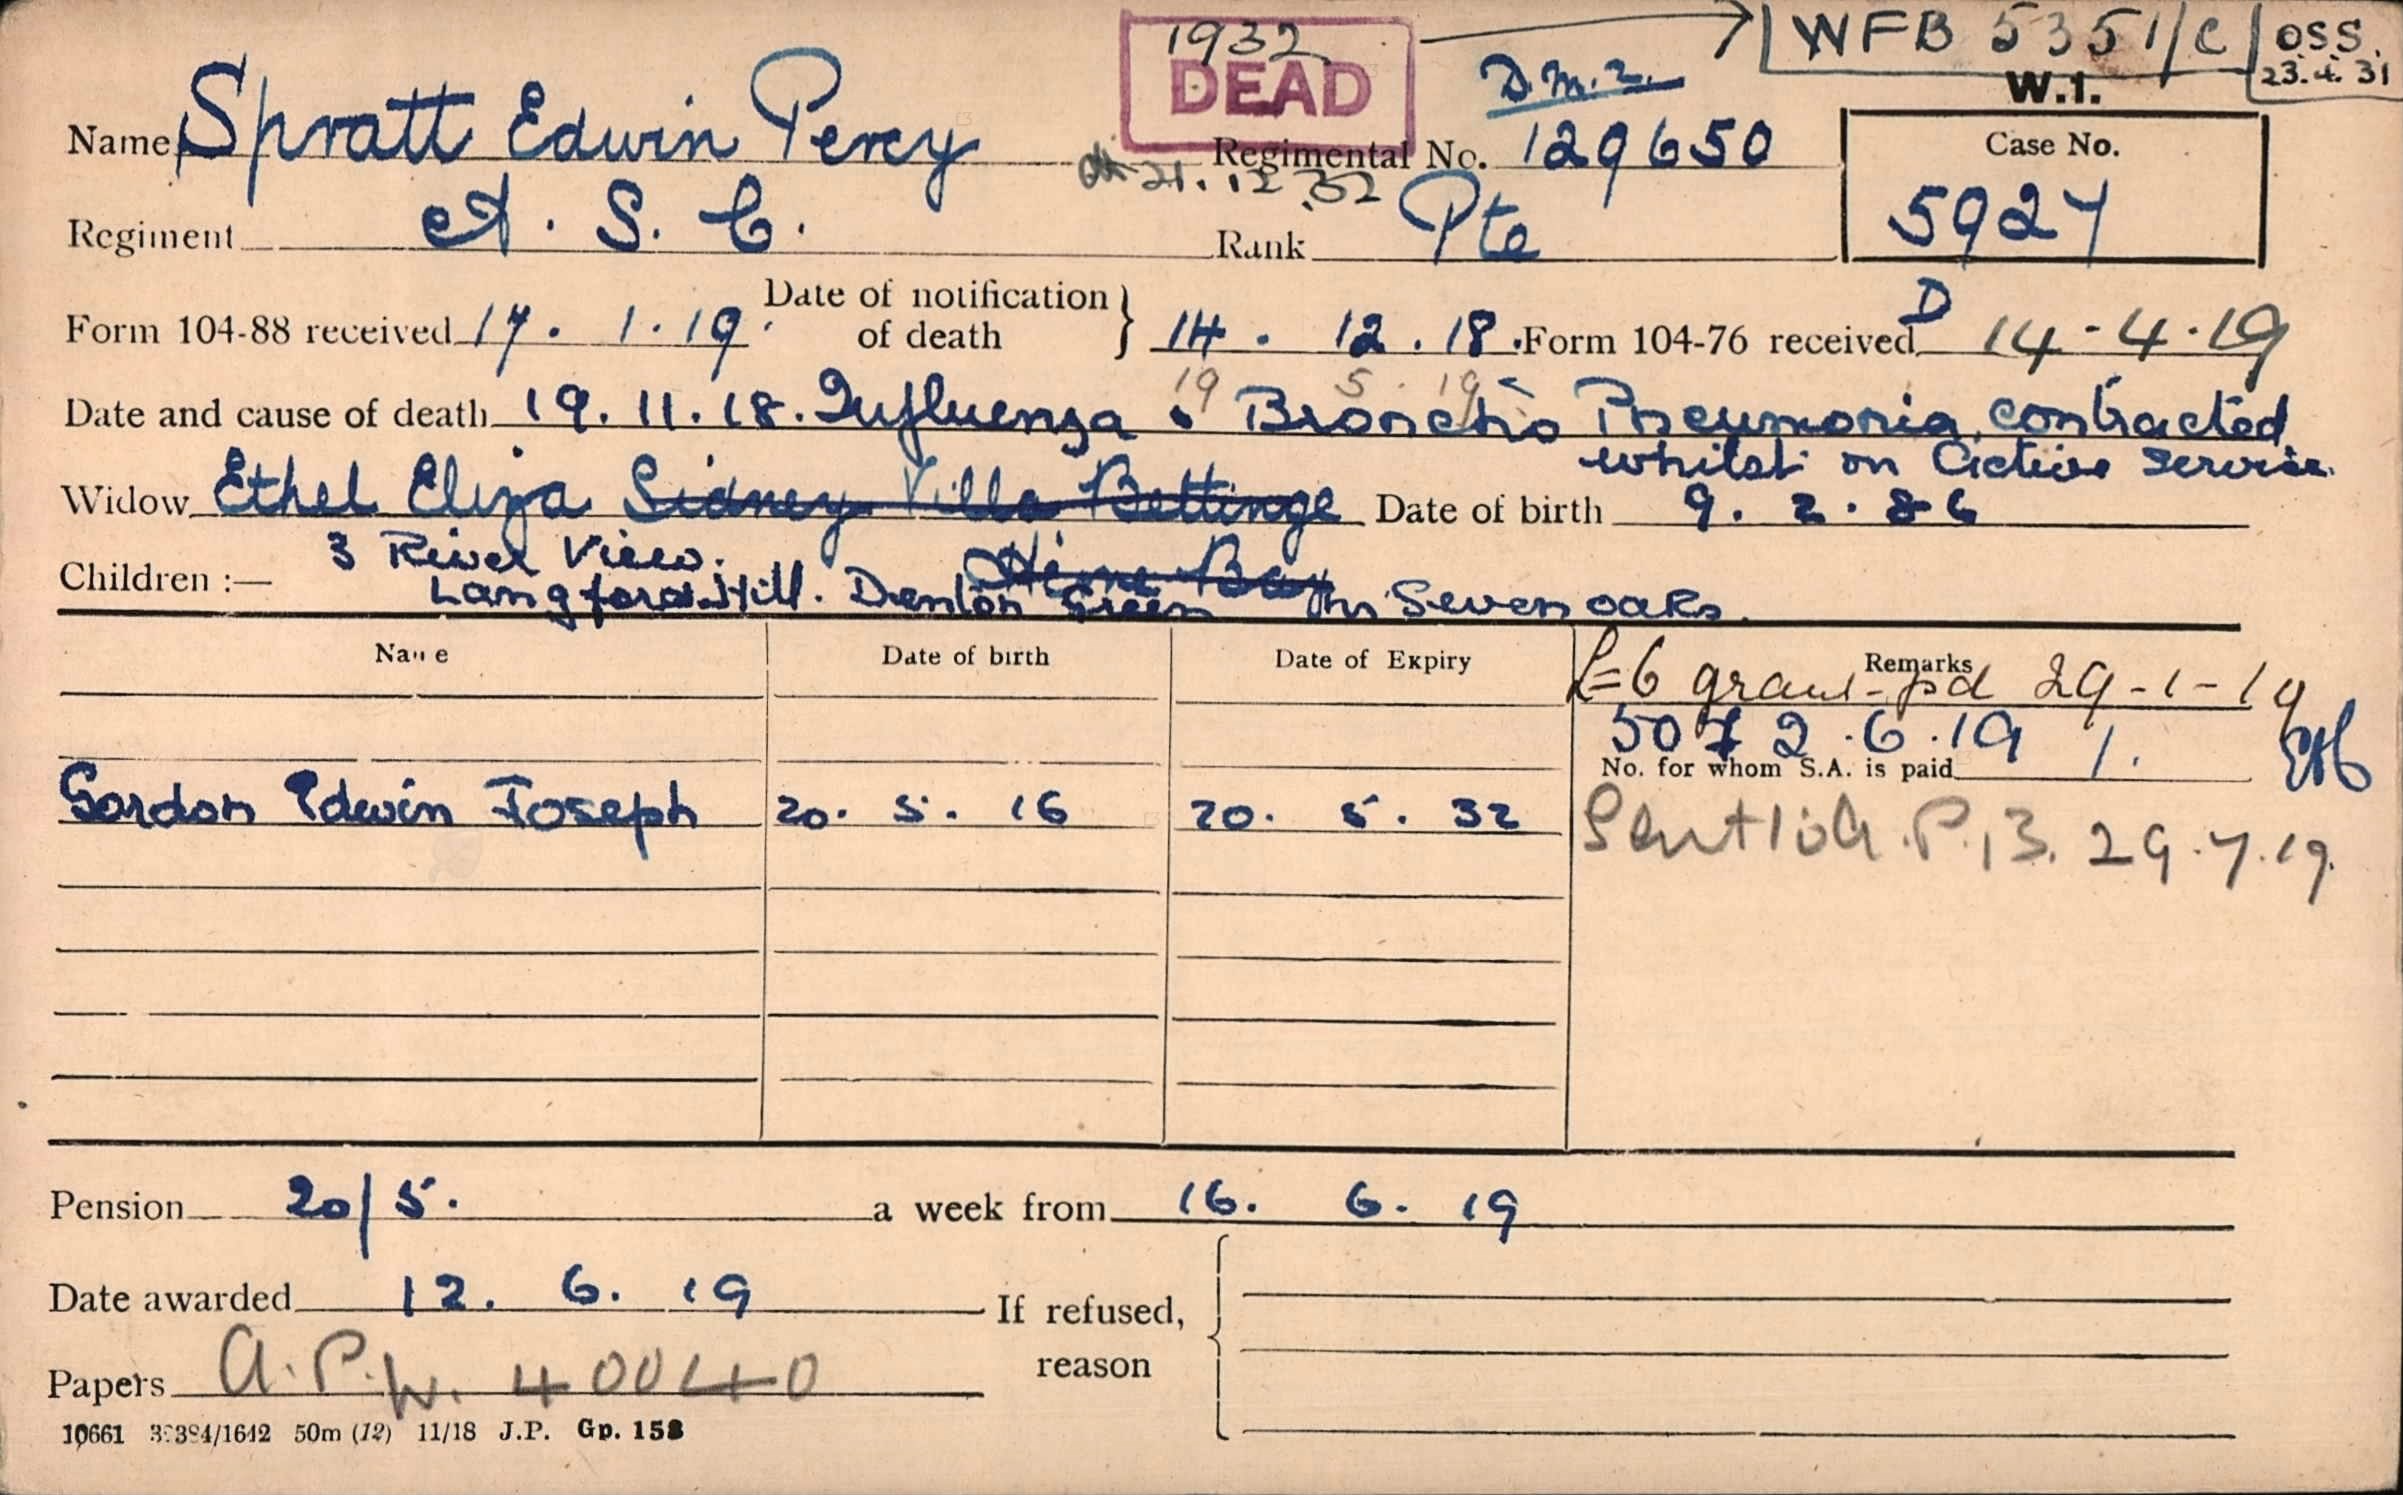 1932 WFB 5351/C OSS.
DEAD D.M.2. W.1. 23.4.31
Name Spratt Edwin Percy Regimental No. 129650 Case No.
21.12.32
Regiment A. S. C. Rank Pte 5927
Form 104-88 received 17. 1. 19. Date of notification of death } 14. 12. 18. Form 104-76 received D 14-4-19
19 5. 19
Date and cause of death 19. 11. 18. Influenza & Broncho Pneumonia contracted
whilst on active service.
Widow Ethel Eliza Sidney Villa Beltinge Date of birth 9. 2. 86
3 River View. Herne Bay
Children :— Langford Hill. Denton Green Nr Sevenoaks.
Name Date of birth Date of Expiry Remarks
£=6 grant pd 29-1-19
507 2.6.19
No. for whom S.A. is paid 1.
Gordon Edwin Joseph 20. 5. 16 20. 5. 32
Sent to A.P.13. 29.7.19.
Pension 20/5. a week from 16. 6. 19
Date awarded 12. 6. 19 If refused,
reason
Papers A.P.W. 40040
10661 50m (12) 11/18 J.P. Gp. 158